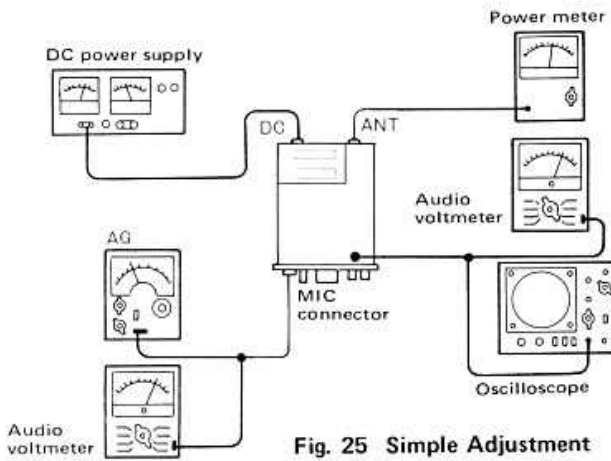 Power meter
DC power supply
DC
ANT
Audio
voltmeter
AG
MIC
connector
Oscilloscope
Audio
voltmeter
Fig. 25 Simple Adjustment